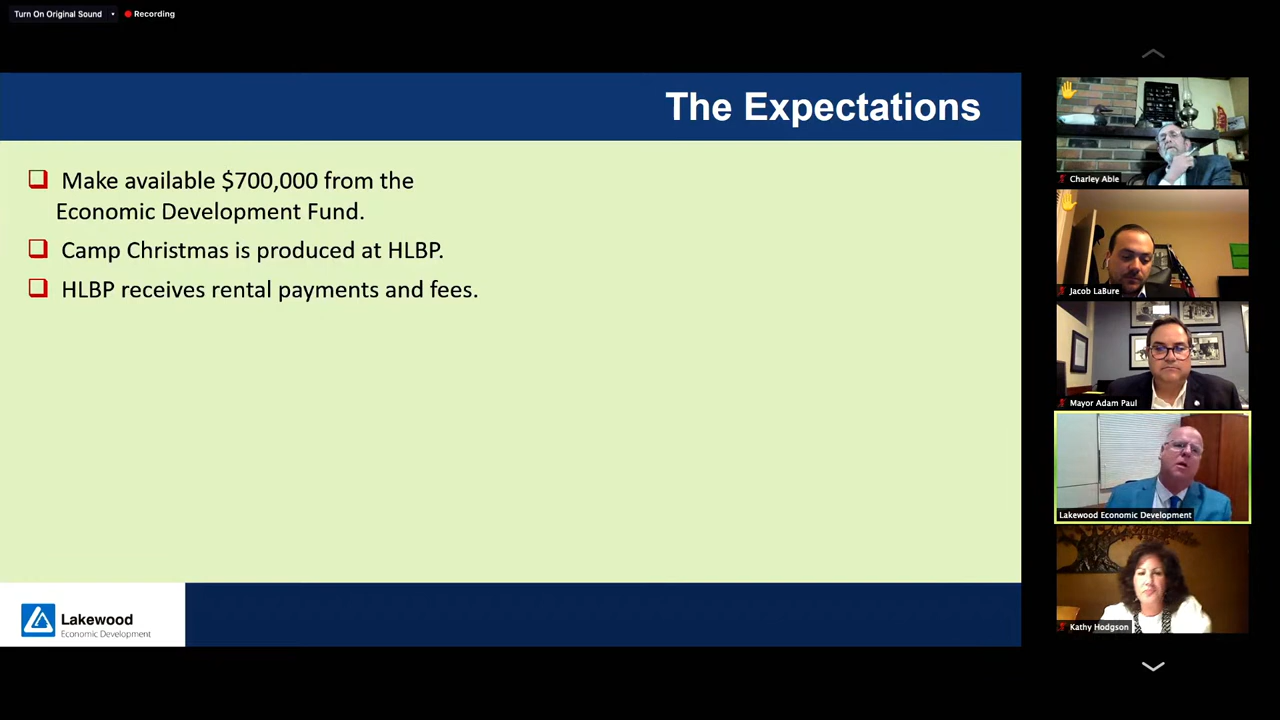 Turn On Original Sound
Recording
The Expectations
Make available $700,000 from the
Economic Development Fund.
Camp Christmas is produced at HLBP.
HLBP receives rental payments and fees.
Lakewood
Economic Development
Charley Able
Jacob LaBure
Mayor Adam Paul
Lakewood Economic Development
Kathy Hodgson